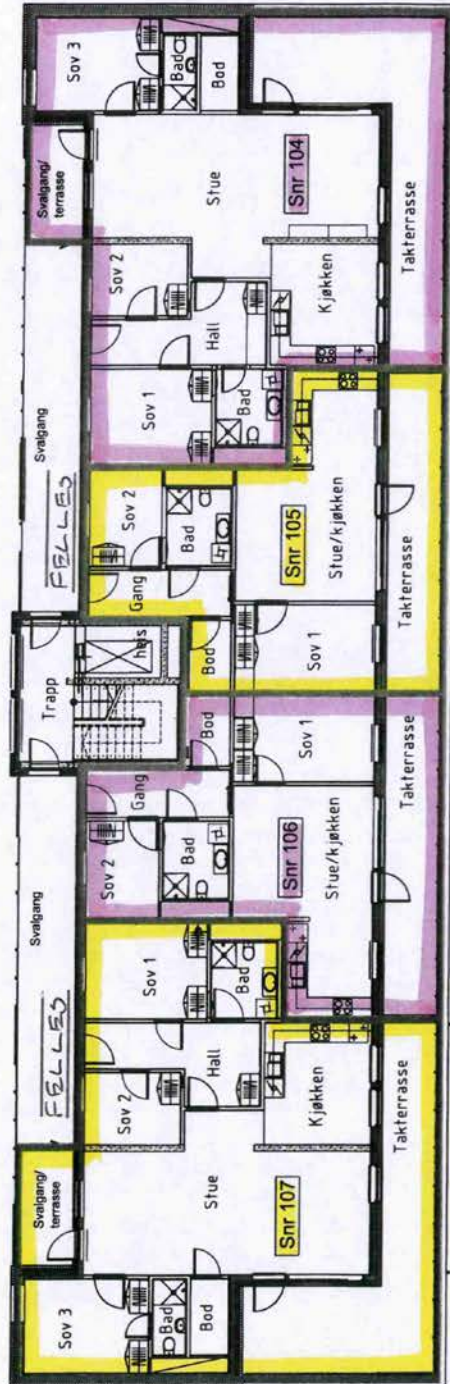 Svalgang/
terrasse
Svalgang
FELLES
Trapp
heis
Svalgang
FELLES
Svalgang/
terrasse
Sov 3
Bad
Bod
Stue
Sov 2
Hall
Sov 1
Bad
Kjøkken
Snr 107
Takterrasse
Sov 2
Gang
Bad
Bod
Sov 1
Stue/kjøkken
Snr 106
Takterrasse
Gang
Sov 2
Bod
Bad
Sov 1
Stue/kjøkken
Snr 105
Takterrasse
Sov 1
Sov 2
Hall
Bad
Kjøkken
Stue
Snr 104
Sov 3
Bad
Bod
Takterrasse